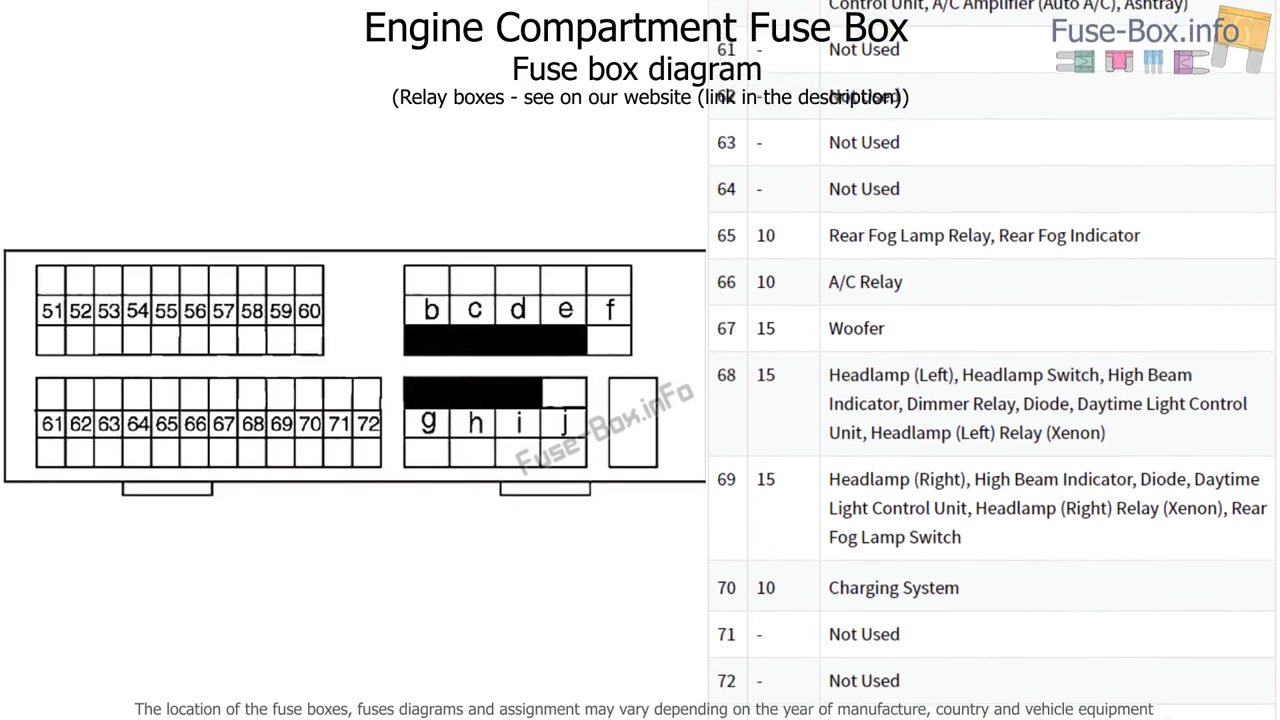 Engine Compartment Fuse Box
Fuse box diagram
(Relay boxes - see on our website (link in the description))
Fuse-Box.info
Control Unit, A/C Amplifier (Auto A/C), Ashtray)
61 - Not Used
62 - Not Used
63 - Not Used
64 - Not Used
65 10 Rear Fog Lamp Relay, Rear Fog Indicator
66 10 A/C Relay
67 15 Woofer
68 15 Headlamp (Left), Headlamp Switch, High Beam
Indicator, Dimmer Relay, Diode, Daytime Light Control
Unit, Headlamp (Left) Relay (Xenon)
69 15 Headlamp (Right), High Beam Indicator, Diode, Daytime
Light Control Unit, Headlamp (Right) Relay (Xenon), Rear
Fog Lamp Switch
70 10 Charging System
71 - Not Used
72 - Not Used
51 52 53 54 55 56 57 58 59 60
b c d e f
61 62 63 64 65 66 67 68 69 70 71 72
g h i j
Fuse-Box.inFo
The location of the fuse boxes, fuses diagrams and assignment may vary depending on the year of manufacture, country and vehicle equipment